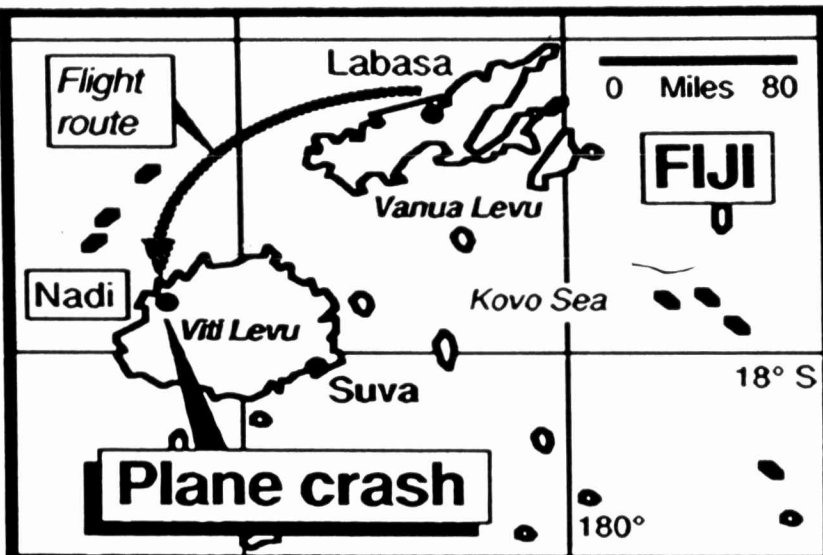 Flight
route
Labasa
0 Miles 80
FIJI
Vanua Levu
Nadi
Viti Levu
Kovo Sea
18° S
Suva
Plane crash
180°